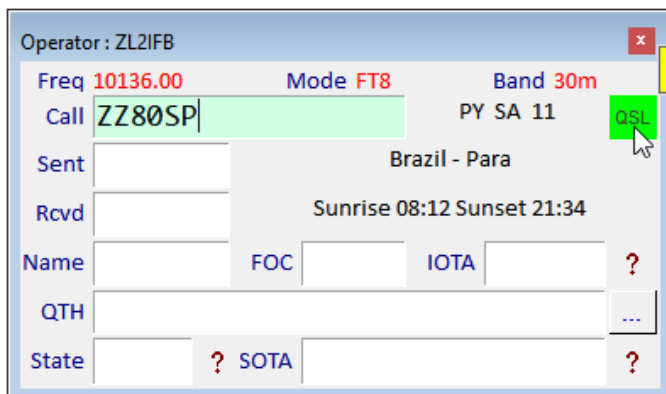 Operator : ZL2IFB x
Freq 10136.00 Mode FT8 Band 30m
Call ZZ80SP PY SA 11 QSL
Sent Brazil - Para
Rcvd Sunrise 08:12 Sunset 21:34
Name FOC IOTA ?
QTH ...
State ? SOTA ?